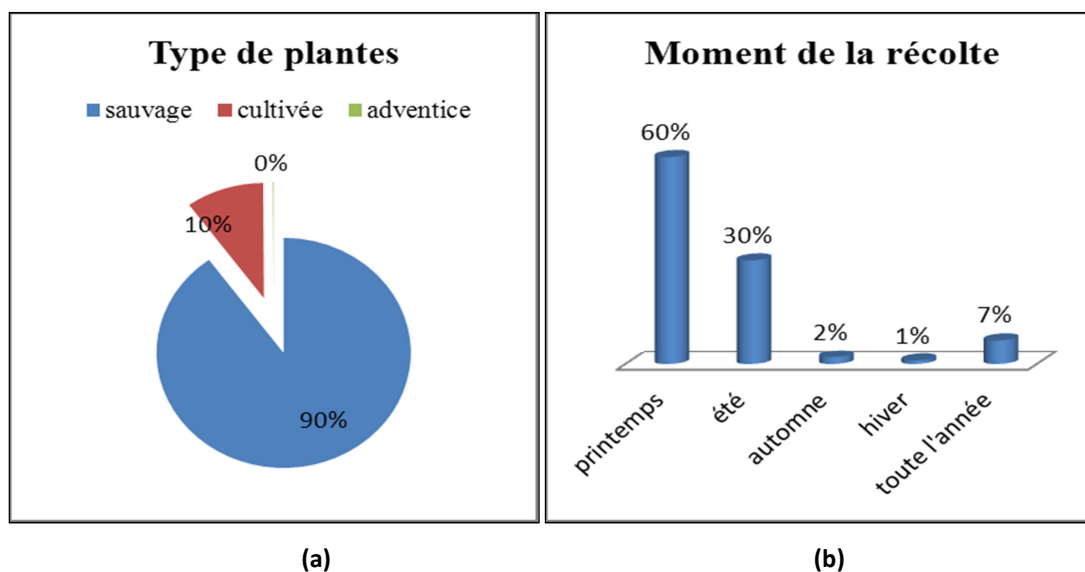 Type de plantes
sauvage cultivée adventice
0%
10%
90%
(a)
Moment de la récolte
60%
30%
2%
1%
7%
printemps
été
automne
hiver
toute l'année
(b)